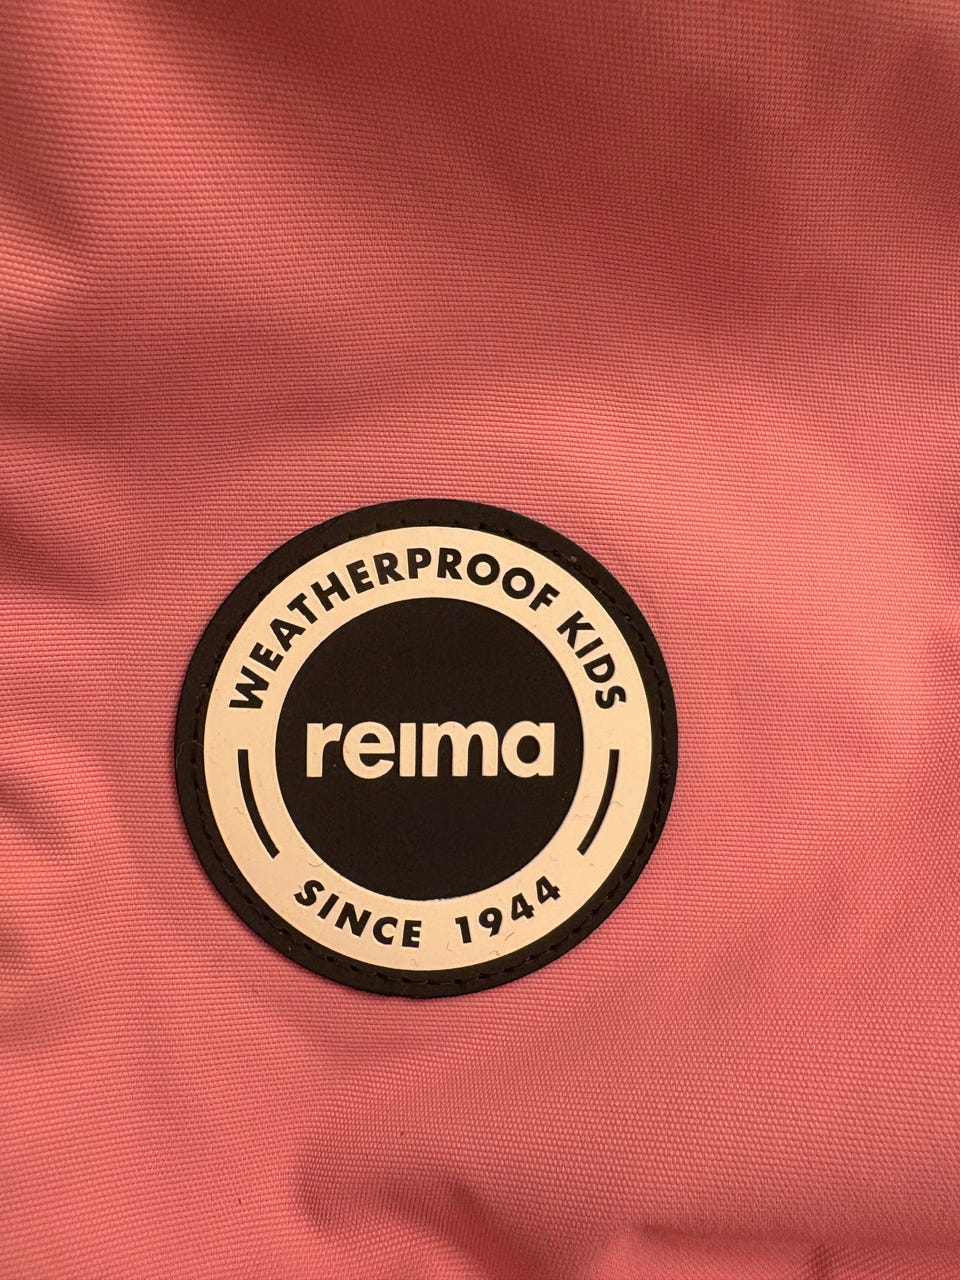 WEATHERPROOF KIDS
reima
SINCE 1944